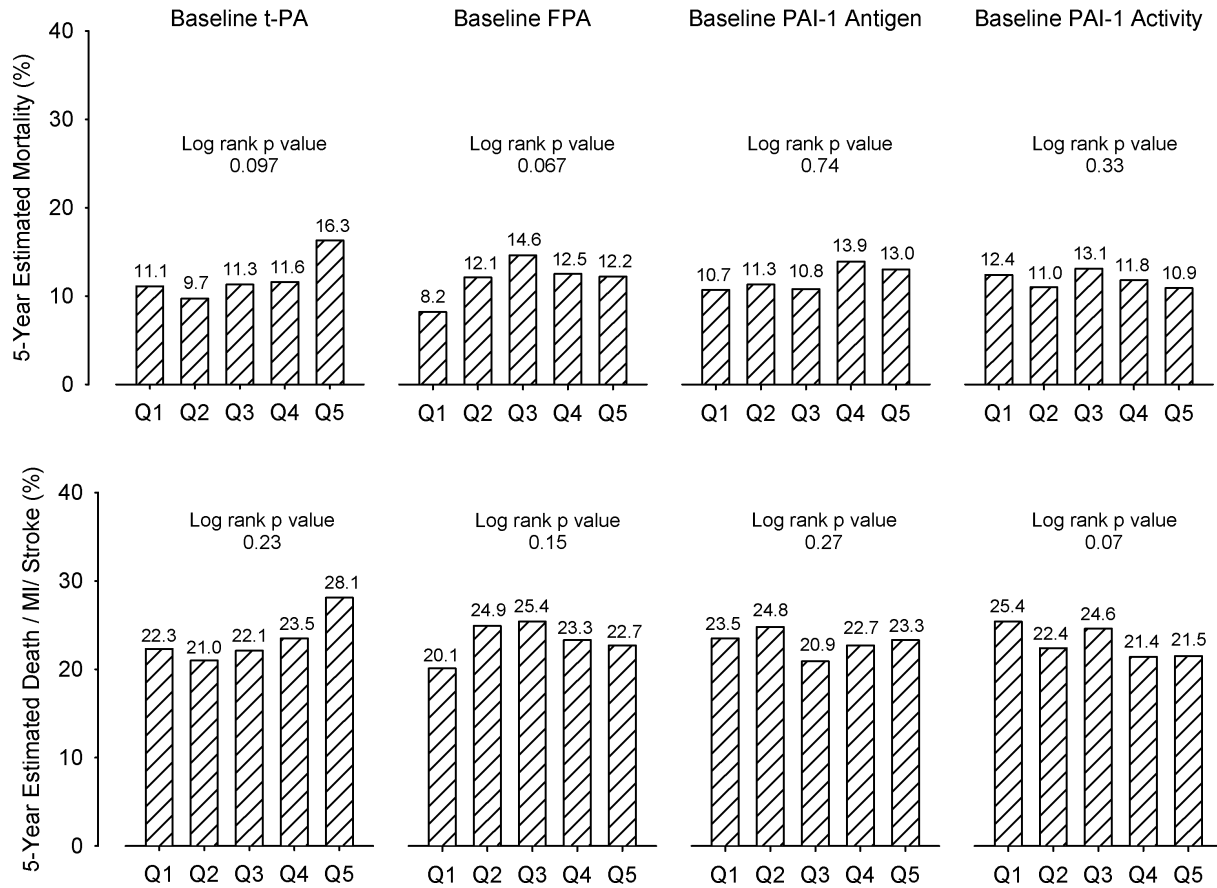 Baseline t-PA
Baseline FPA
Baseline PAI-1 Antigen
Baseline PAI-1 Activity
5-Year Estimated Mortality (%)
40
30
20
10
0
Log rank p value
0.097
11.1
9.7
11.3
11.6
16.3
Q1 Q2 Q3 Q4 Q5
Log rank p value
0.067
8.2
12.1
14.6
12.5
12.2
Q1 Q2 Q3 Q4 Q5
Log rank p value
0.74
10.7
11.3
10.8
13.9
13.0
Q1 Q2 Q3 Q4 Q5
Log rank p value
0.33
12.4
11.0
13.1
11.8
10.9
Q1 Q2 Q3 Q4 Q5
5-Year Estimated Death / MI/ Stroke (%)
40
30
20
10
0
Log rank p value
0.23
22.3
21.0
22.1
23.5
28.1
Q1 Q2 Q3 Q4 Q5
Log rank p value
0.15
20.1
24.9
25.4
23.3
22.7
Q1 Q2 Q3 Q4 Q5
Log rank p value
0.27
23.5
24.8
20.9
22.7
23.3
Q1 Q2 Q3 Q4 Q5
Log rank p value
0.07
25.4
22.4
24.6
21.4
21.5
Q1 Q2 Q3 Q4 Q5